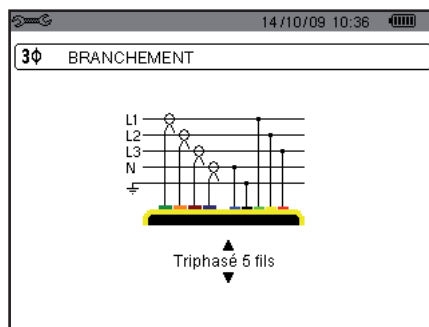 14/10/09 10:36
3Φ BRANCHEMENT
L1
L2
L3
N
Triphasé 5 fils